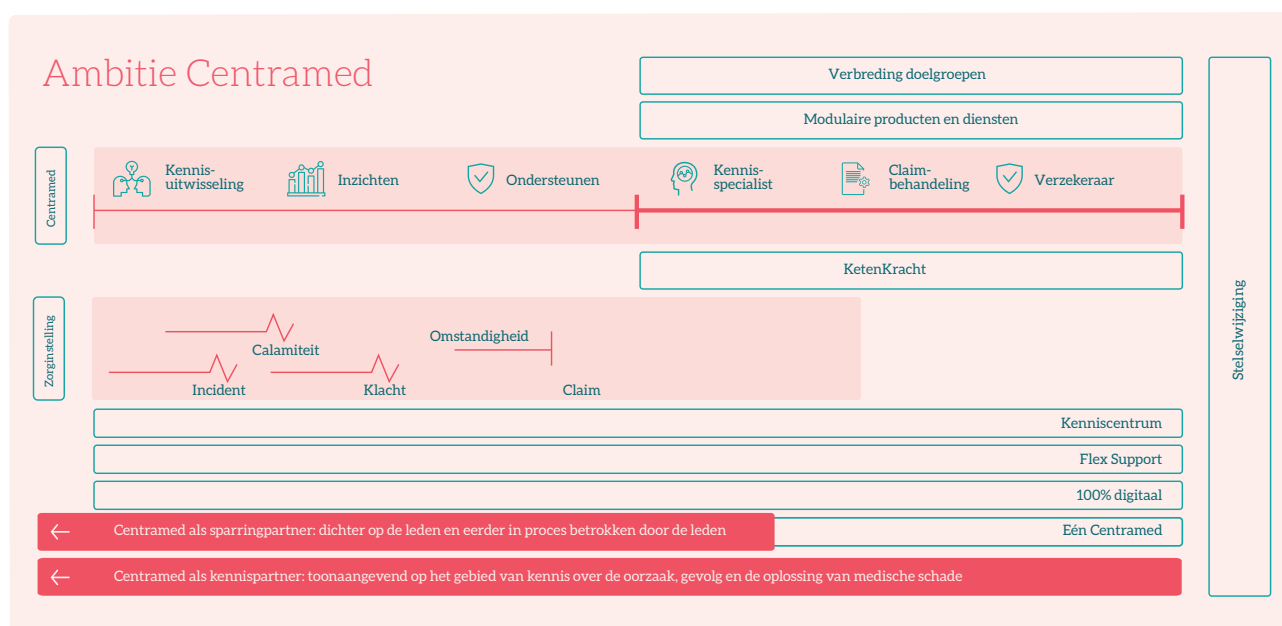 Ambitie Centramed
Verbreding doelgroepen
Modulaire producten en diensten
Centramed
Kennis-
uitwisseling
Inzichten
Ondersteunen
Kennis-
specialist
Claim-
behandeling
Verzekeraar
KetenKracht
Zorginstelling
Calamiteit
Omstandigheid
Incident
Klacht
Claim
Kenniscentrum
Flex Support
100% digitaal
Centramed als sparringpartner: dichter op de leden en eerder in proces betrokken door de leden
Eén Centramed
Centramed als kennispartner: toonaangevend op het gebied van kennis over de oorzaak, gevolg en de oplossing van medische schade
Stelselwijziging